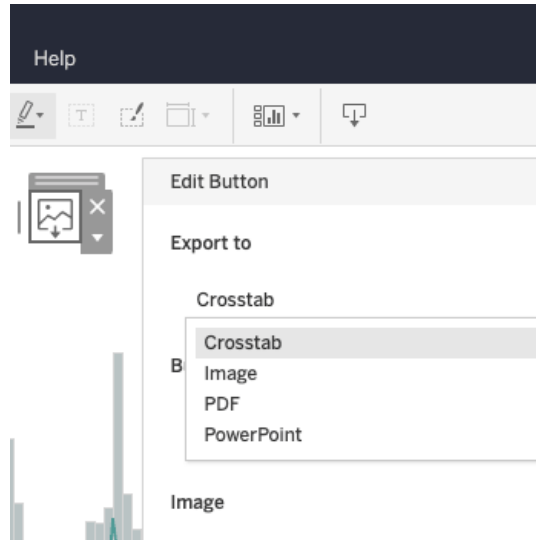 Help
Edit Button
Export to
Crosstab
Crosstab
Image
PDF
PowerPoint
Image